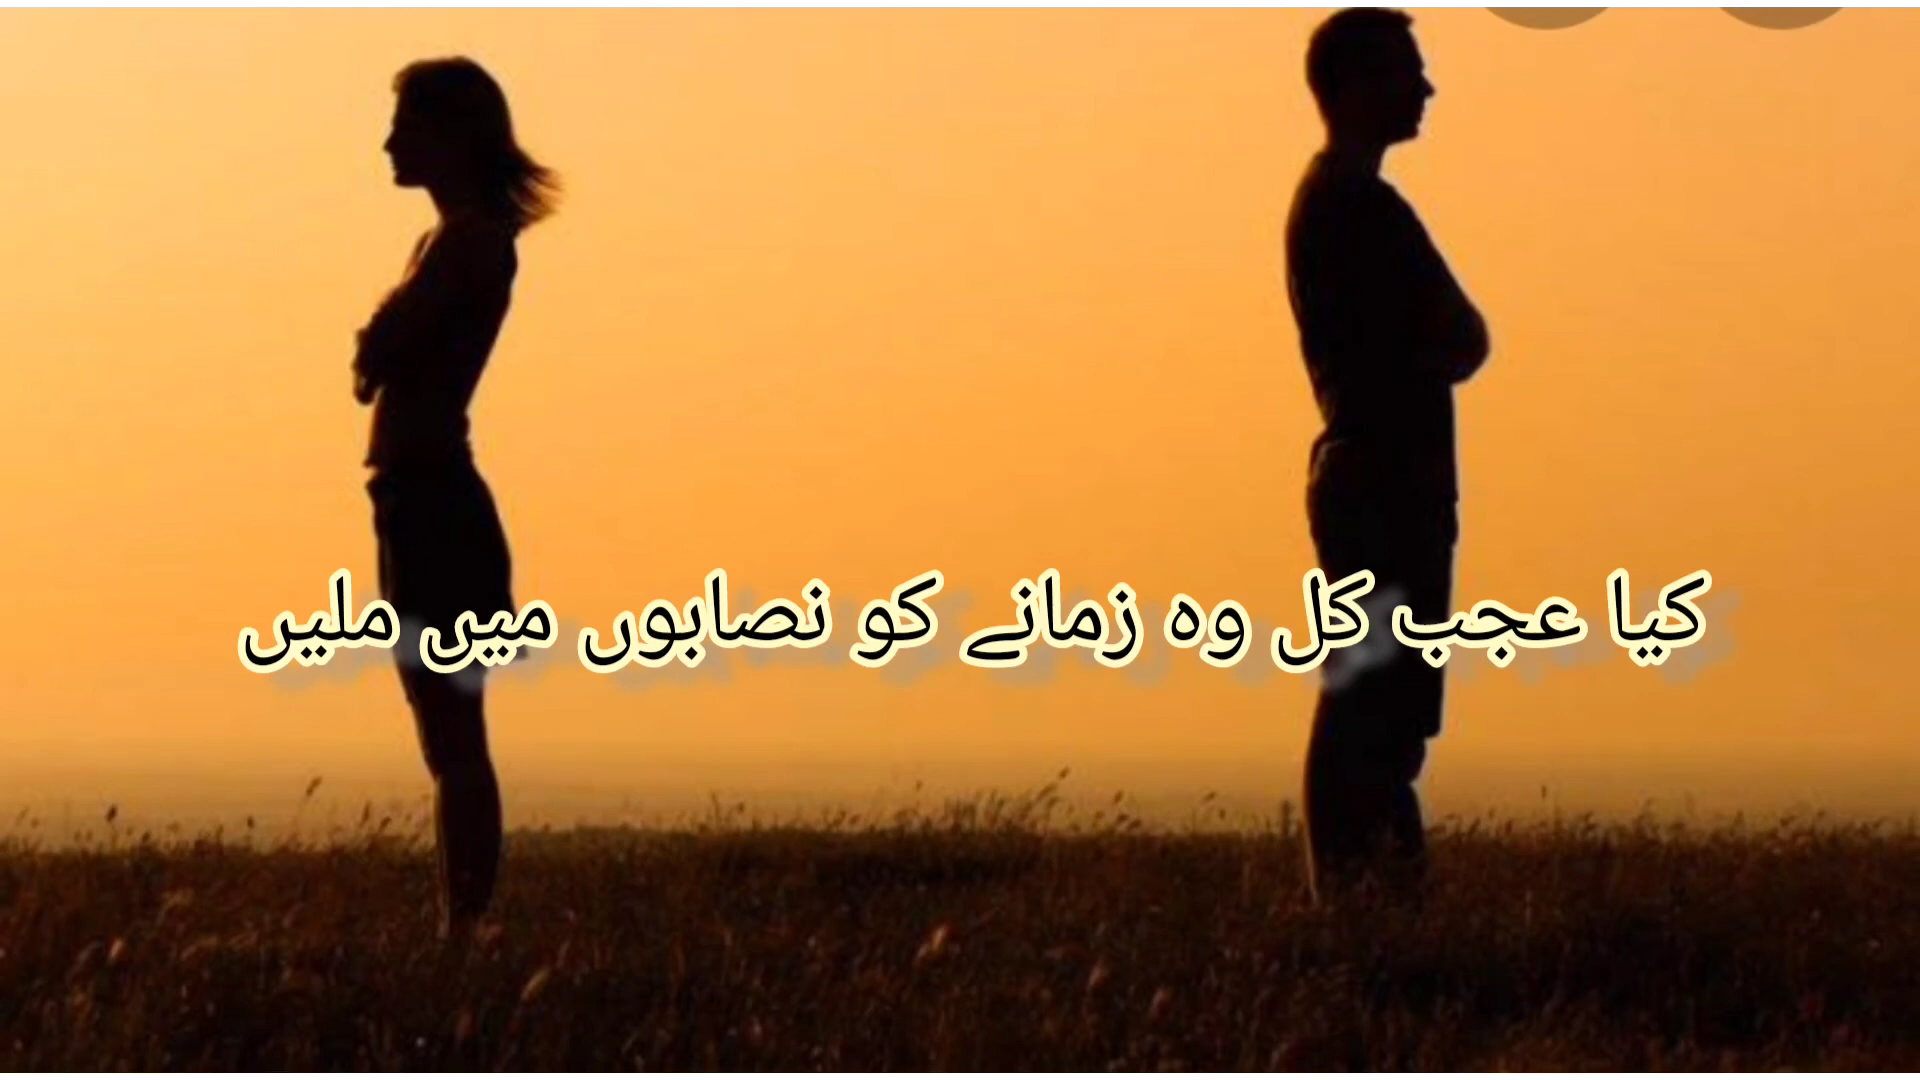 کیا عجب کل وہ زمانے کو نصابوں میں ملیں